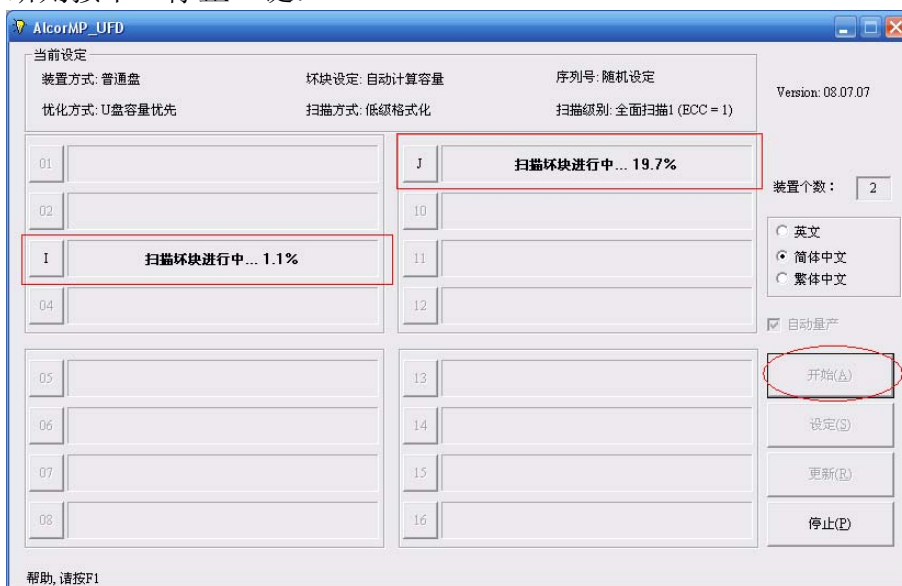 AlcorMP_UFD
当前设定
装置方式: 普通盘 坏块设定: 自动计算容量 序列号: 随机设定
优化方式: U盘容量优先 扫描方式: 低级格式化 扫描级别: 全面扫描1 (ECC = 1)
Version: 08.07.07
01
J 扫描坏块进行中... 19.7%
装置个数: 2
02
10
英文
I 扫描坏块进行中... 1.1%
11
简体中文
繁体中文
04
12
自动量产
05
13
开始(A)
06
14
设定(S)
07
15
更新(R)
08
16
停止(P)
帮助, 请按F1